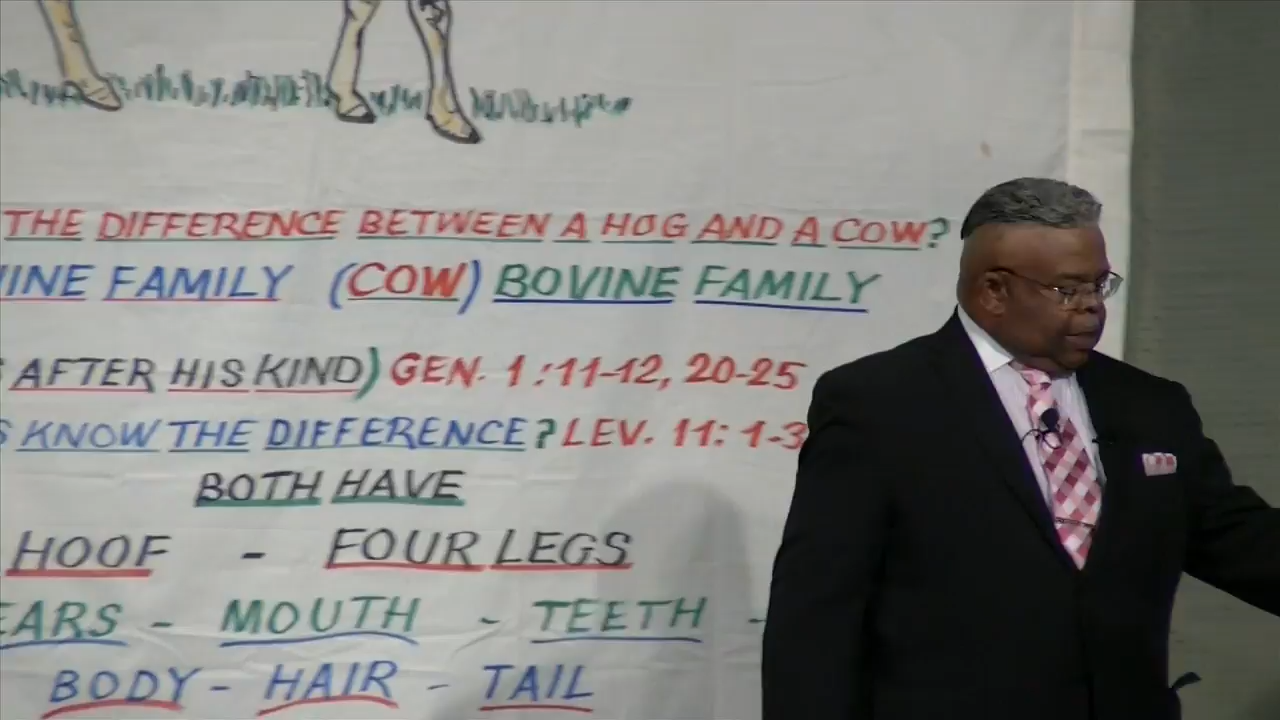 THE DIFFERENCE BETWEEN A HOG AND A COW?
FAMILY (COW) BOVINE FAMILY
AFTER HIS KIND) GEN. 1:11-12, 20-25
KNOW THE DIFFERENCE? LEV. 11: 1-3
BOTH HAVE
HOOF - FOUR LEGS
EARS - MOUTH - TEETH -
BODY - HAIR - TAIL